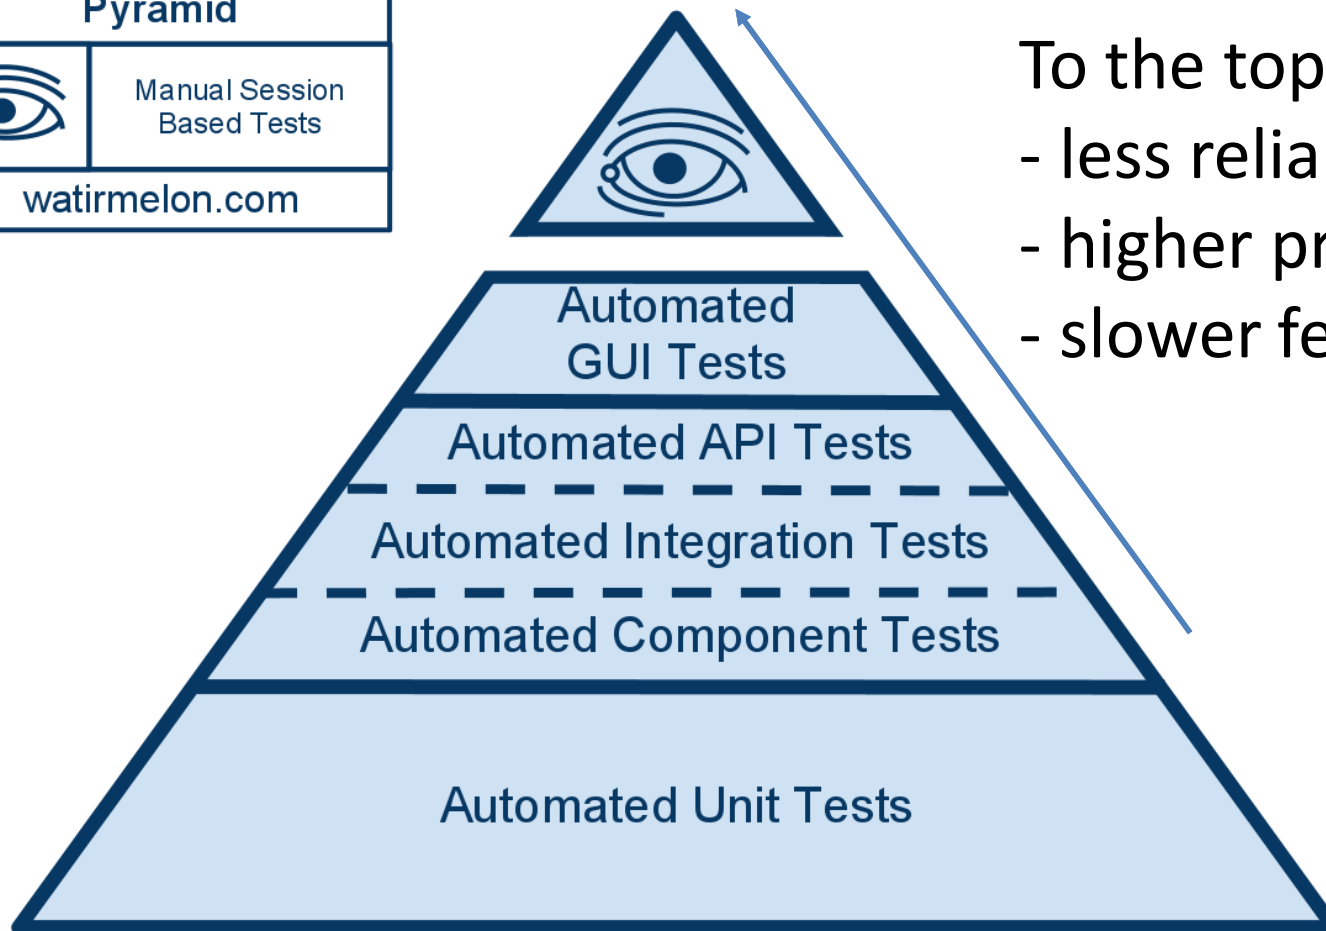 Pyramid
Manual Session
Based Tests
watirmelon.com
To the top
- less relia
- higher pr
- slower fe
Automated
GUI Tests
Automated API Tests
Automated Integration Tests
Automated Component Tests
Automated Unit Tests